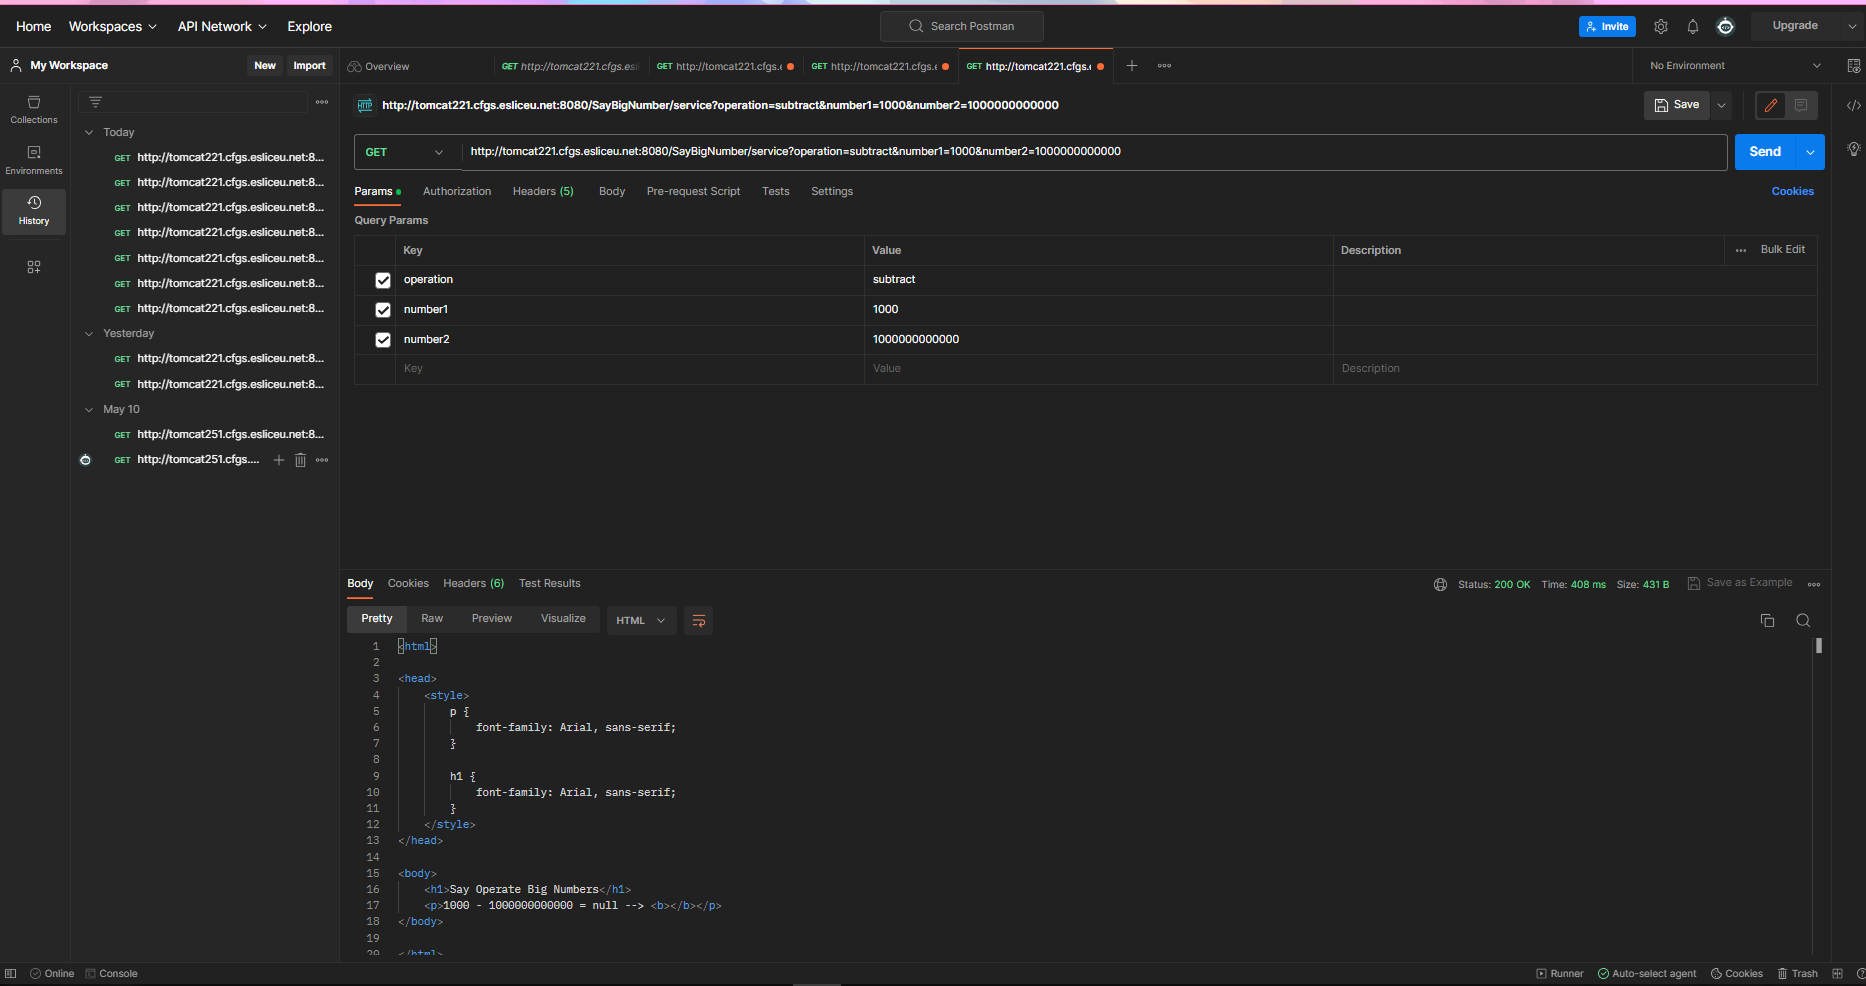 Home Workspaces API Network Explore Search Postman Invite Upgrade
My Workspace New Import Overview GET http://tomcat221.cfgs.esli GET http://tomcat221.cfgs.e GET http://tomcat221.cfgs.e GET http://tomcat221.cfgs. No Environment
Collections
Environments
History
Today
GET http://tomcat221.cfgs.esliceu.net:8...
GET http://tomcat221.cfgs.esliceu.net:8...
GET http://tomcat221.cfgs.esliceu.net:8...
GET http://tomcat221.cfgs.esliceu.net:8...
GET http://tomcat221.cfgs.esliceu.net:8...
GET http://tomcat221.cfgs.esliceu.net:8...
GET http://tomcat221.cfgs.esliceu.net:8...
Yesterday
GET http://tomcat221.cfgs.esliceu.net:8...
GET http://tomcat221.cfgs.esliceu.net:8...
May 10
GET http://tomcat251.cfgs.esliceu.net:8...
GET http://tomcat251.cfgs....
HTTP http://tomcat221.cfgs.esliceu.net:8080/SayBigNumber/service?operation=subtract&number1=1000&number2=1000000000000 Save
GET http://tomcat221.cfgs.esliceu.net:8080/SayBigNumber/service?operation=subtract&number1=1000&number2=1000000000000 Send
Params Authorization Headers (5) Body Pre-request Script Tests Settings Cookies
Query Params
Key Value Description Bulk Edit
operation subtract
number1 1000
number2 1000000000000
Key Value Description
Body Cookies Headers (6) Test Results Status: 200 OK Time: 408 ms Size: 431 B Save as Example
Pretty Raw Preview Visualize HTML
1 <html>
2
3 <head>
4 <style>
5 p {
6 font-family: Arial, sans-serif;
7 }
8
9 h1 {
10 font-family: Arial, sans-serif;
11 }
12 </style>
13 </head>
14
15 <body>
16 <h1>Say Operate Big Numbers</h1>
17 <p>1000 - 1000000000000 = null --> <b></b></p>
18 </body>
19
20 </html>
Online Console Runner Auto-select agent Cookies Trash